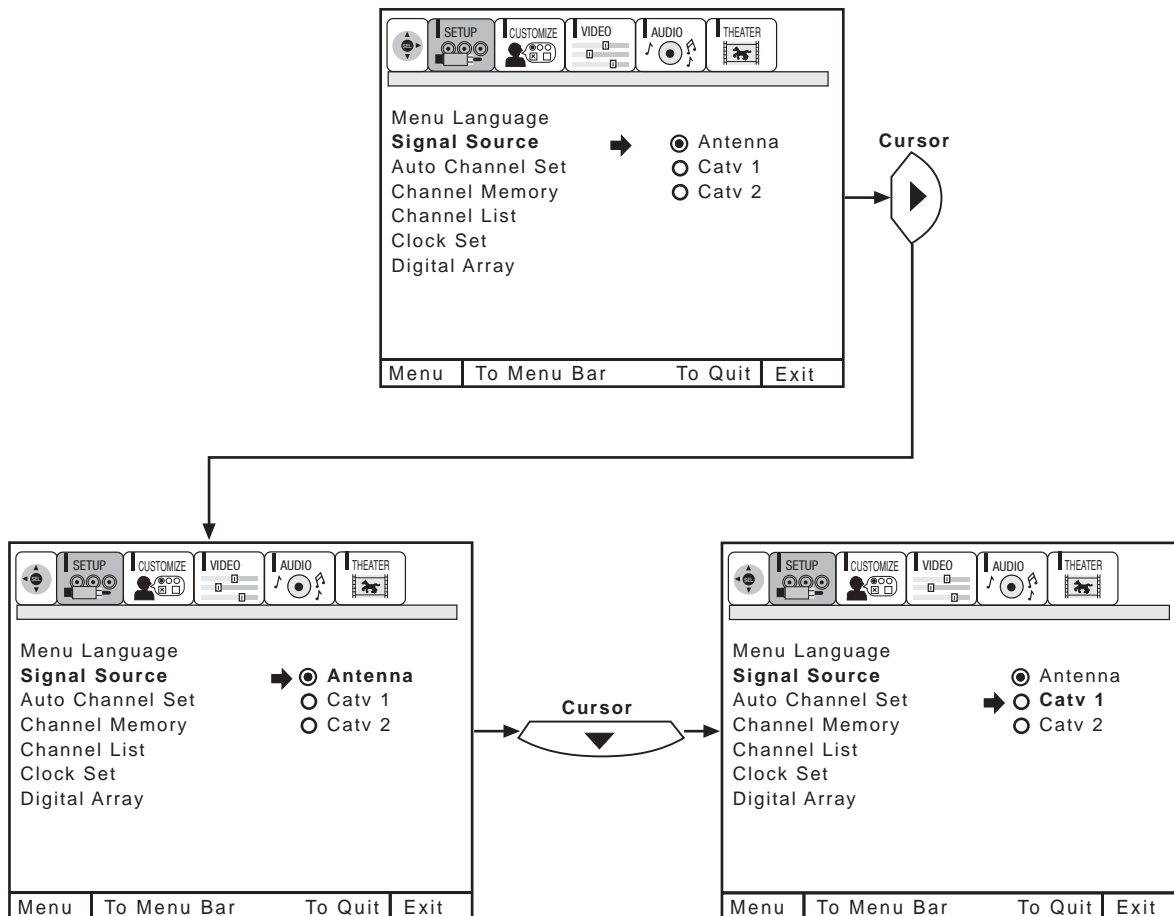 SETUP CUSTOMIZE VIDEO AUDIO THEATER
SEL
Menu Language
Signal Source Antenna
Auto Channel Set Catv 1
Channel Memory Catv 2
Channel List
Clock Set
Digital Array
Menu To Menu Bar To Quit Exit
Cursor
SETUP CUSTOMIZE VIDEO AUDIO THEATER
SEL
Menu Language
Signal Source Antenna
Auto Channel Set Catv 1
Channel Memory Catv 2
Channel List
Clock Set
Digital Array
Menu To Menu Bar To Quit Exit
Cursor
SETUP CUSTOMIZE VIDEO AUDIO THEATER
SEL
Menu Language
Signal Source Antenna
Auto Channel Set Catv 1
Channel Memory Catv 2
Channel List
Clock Set
Digital Array
Menu To Menu Bar To Quit Exit